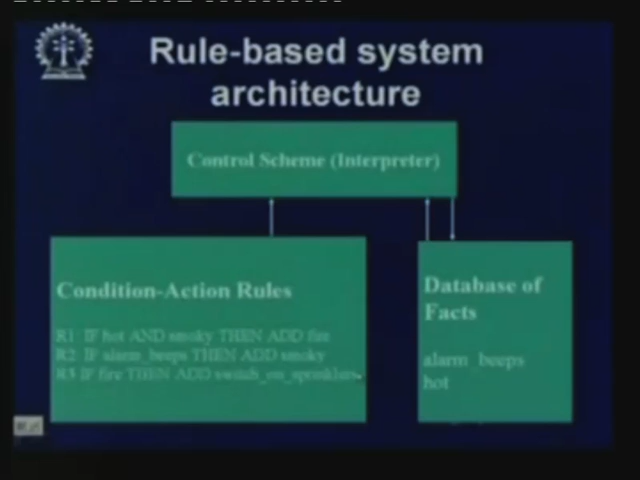 Rule-based system
architecture
Control Scheme (Interpreter)
Condition-Action Rules
R1: IF hot AND smoky THEN ADD fire
R2: IF alarm_beeps THEN ADD smoky
R3 IF fire THEN ADD switch_on_sprinklers
Database of
Facts
alarm_beeps
hot